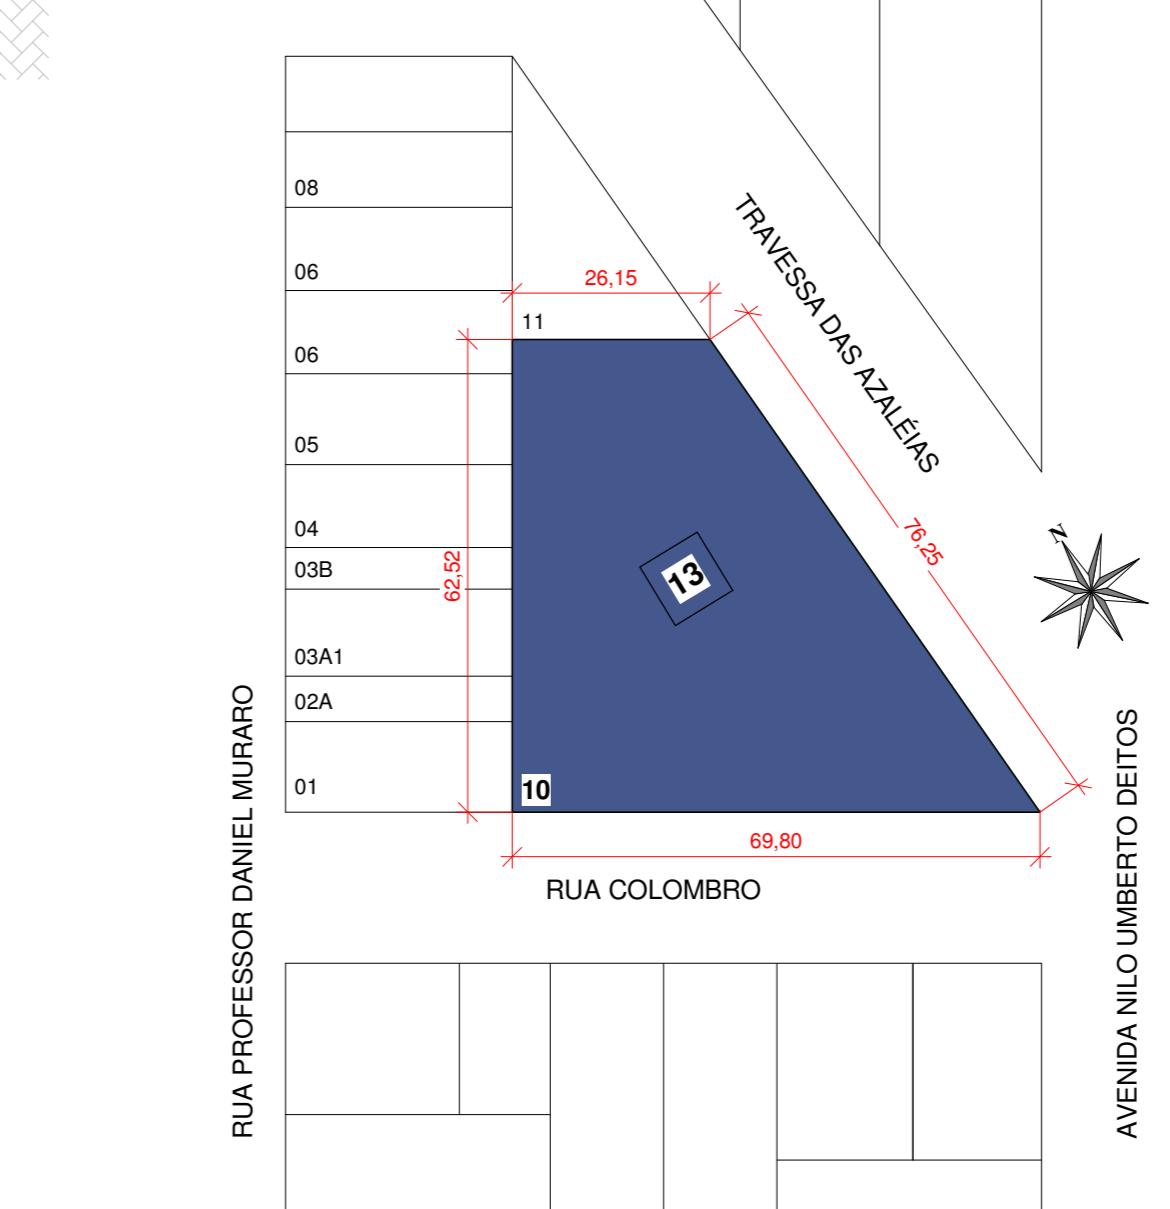 08
06
26,15
11
06
TRAVESSA DAS AZALÉIAS
05
04
N
76,25
03B
62,52
13
03A1
02A
01
10
69,80
RUA COLOMBRO
RUA PROFESSOR DANIEL MURARO
AVENIDA NILO UMBERTO DEITOS